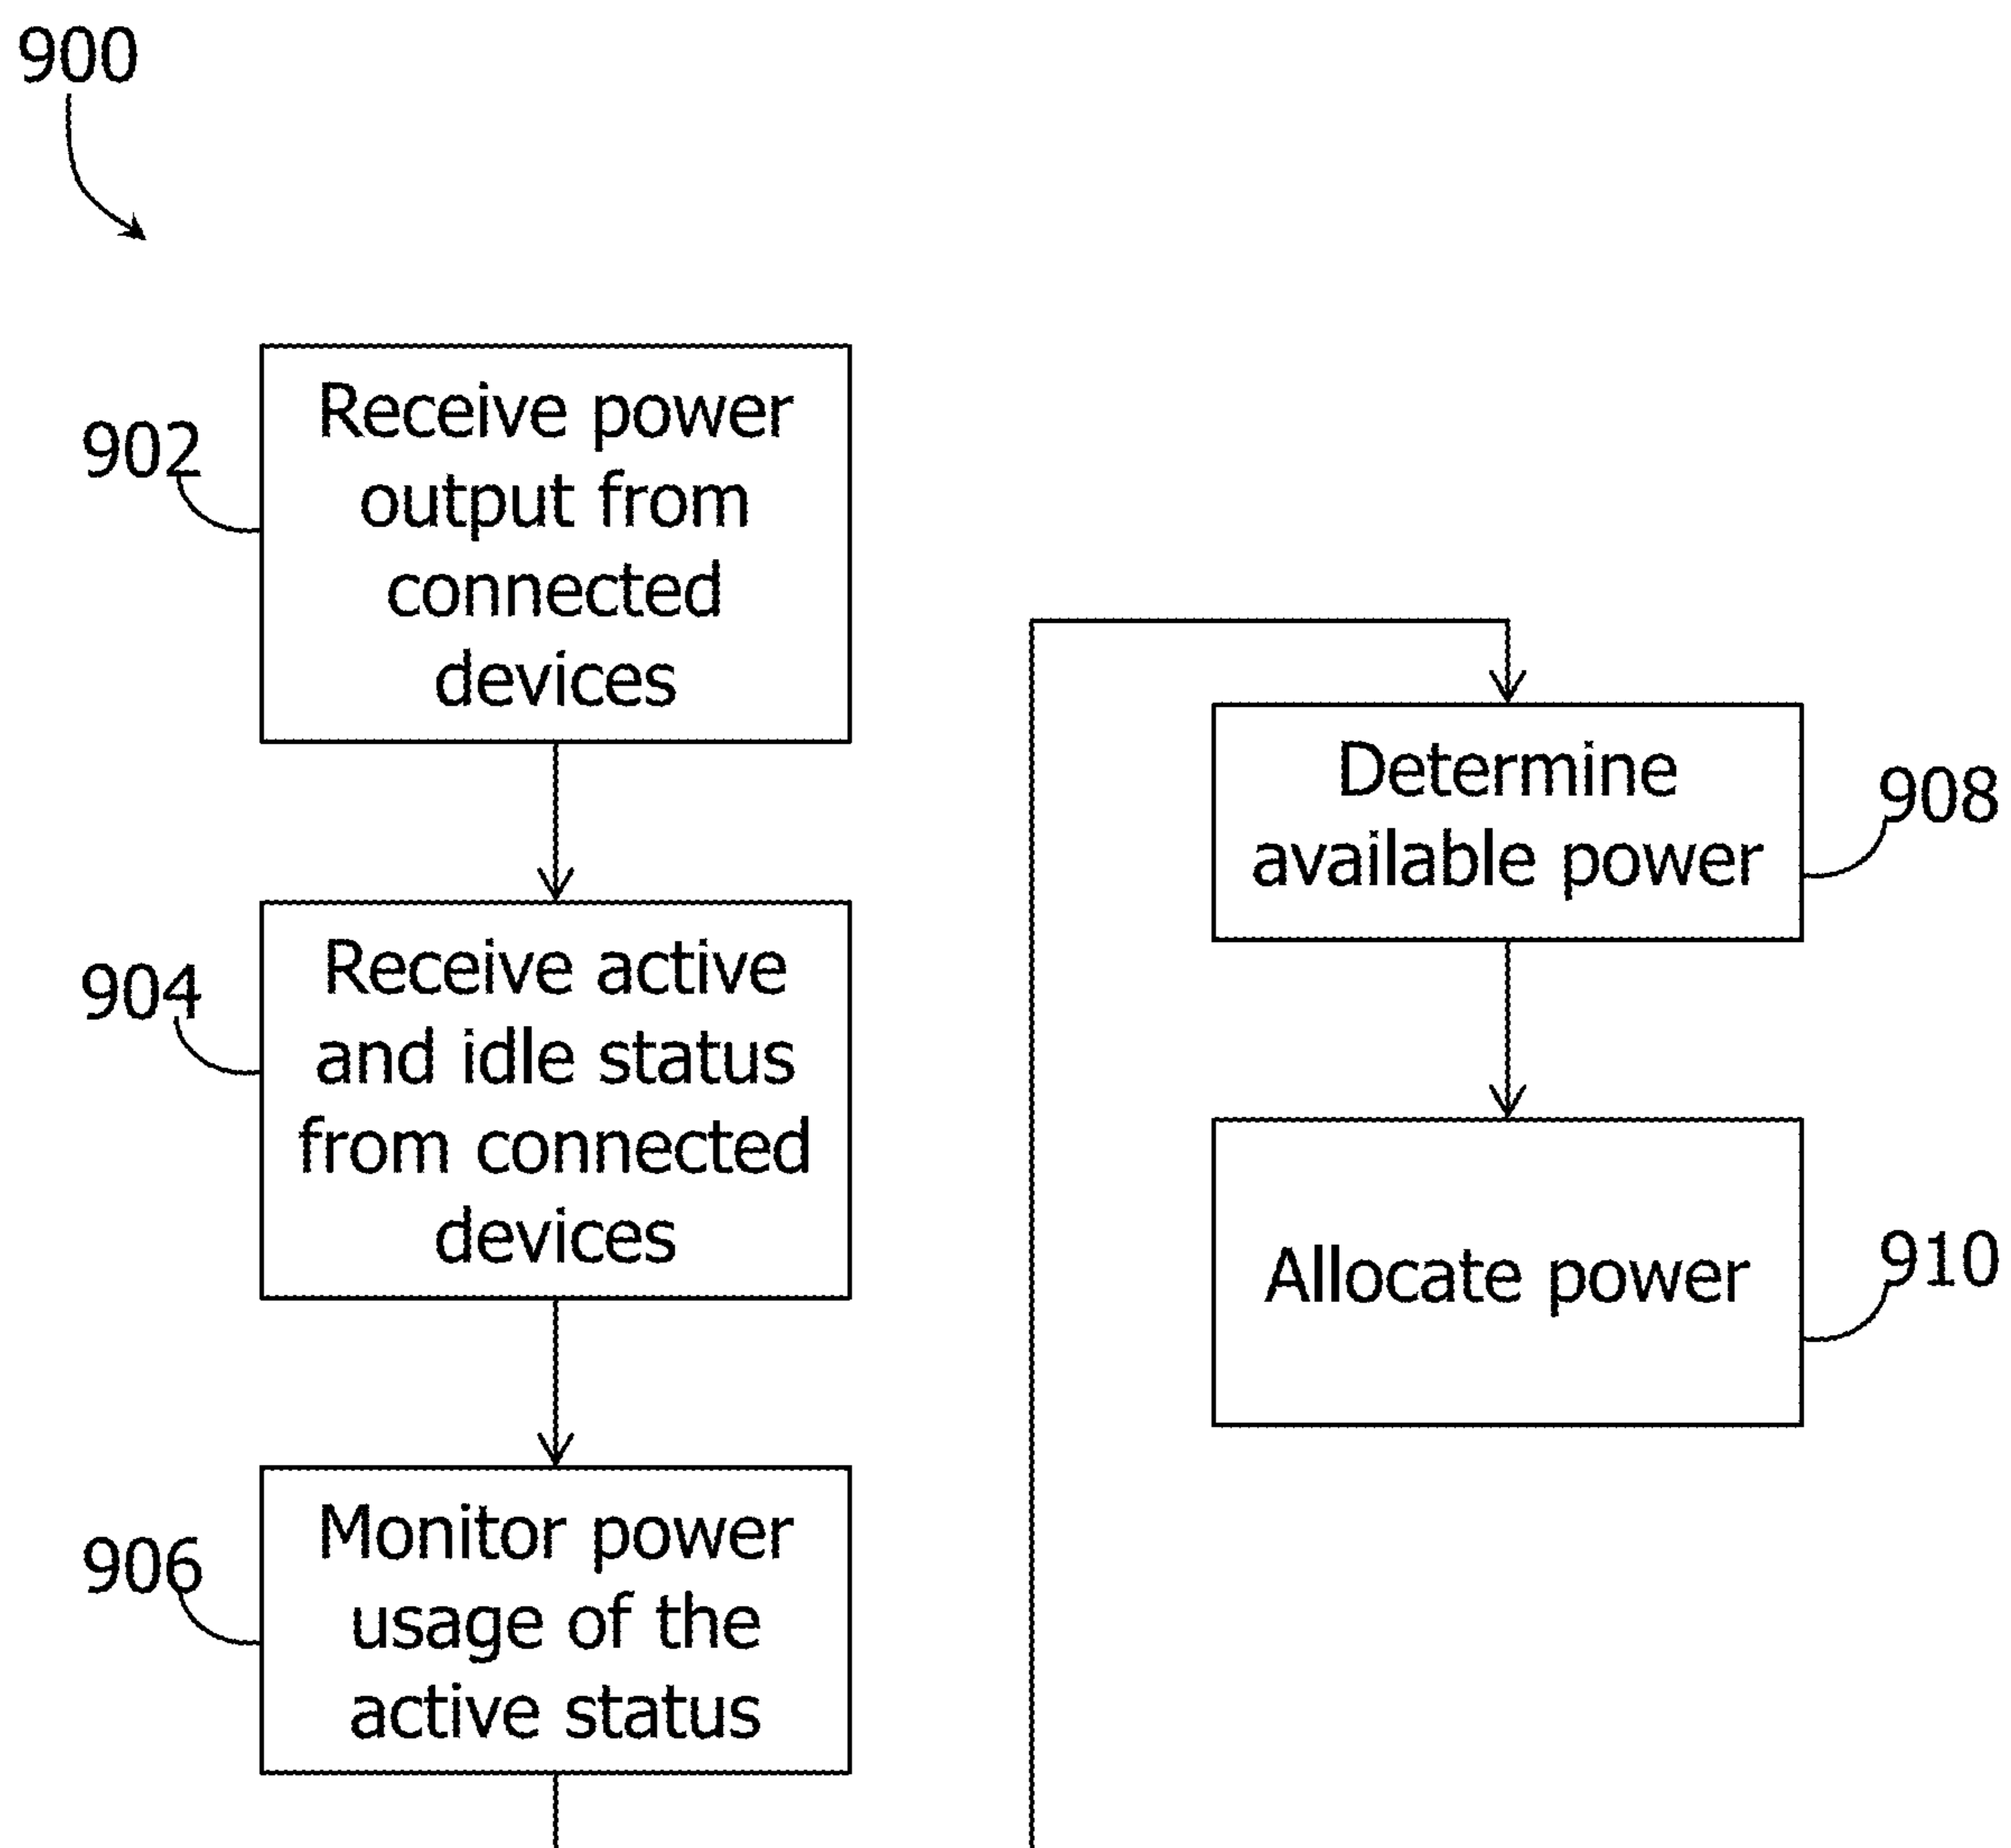 900
902
Receive power
output from
connected
devices
904
Receive active
and idle status
from connected
devices
906
Monitor power
usage of the
active status
Determine
available power
908
Allocate power
910